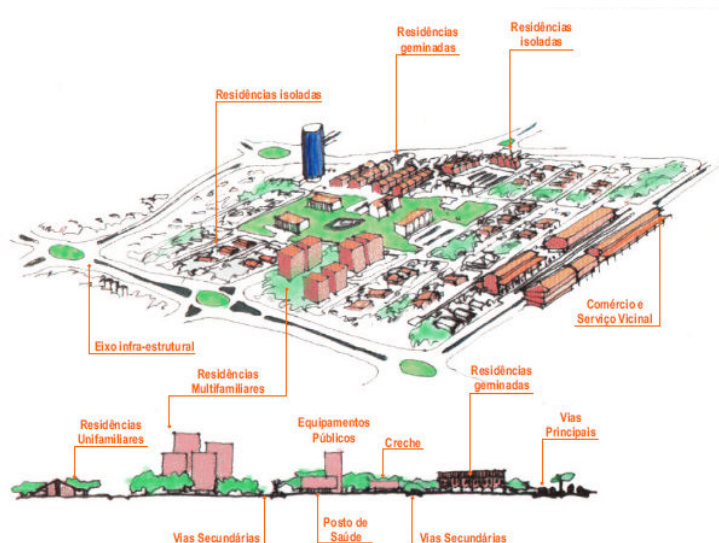 Residências
geminadas
Residências
isoladas
Residências isoladas
Comércio e
Serviço Vicinal
Eixo infra-estrutural
Residências
Multifamiliares
Residências
geminadas
Residências
Unifamiliares
Equipamentos
Públicos
Creche
Vias
Principais
Vias Secundárias
Posto de
Saúde
Vias Secundárias